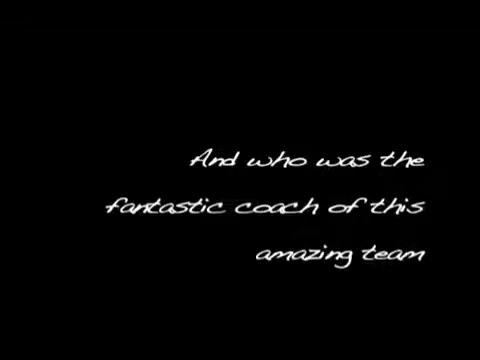 And who was the
fantastic coach of this
amazing team